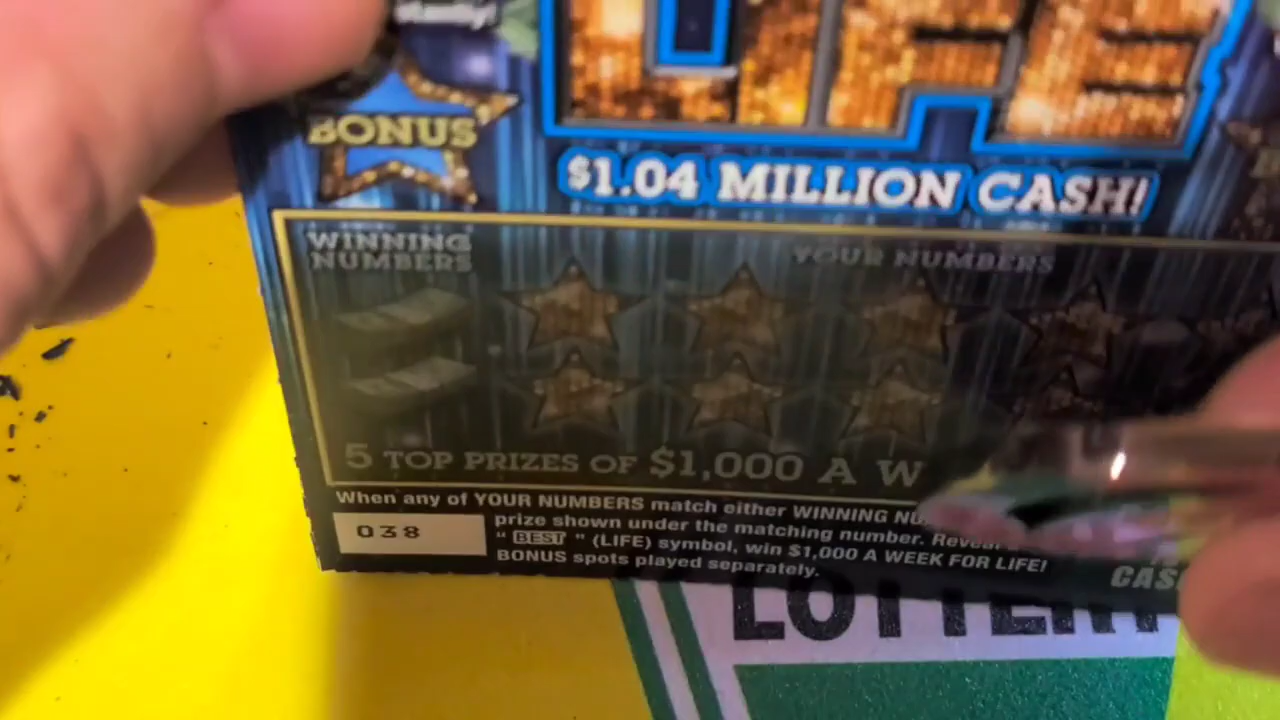 BONUS
$1.04 MILLION CASH!
WINNING
NUMBERS
YOUR NUMBERS
5 TOP PRIZES OF $1,000 A W
When any of YOUR NUMBERS match either WINNING NU
prize shown under the matching number. Reveal
" BEST " (LIFE) symbol, win $1,000 A WEEK FOR LIFE!
BONUS spots played separately.
038
CAS
LOTTERY